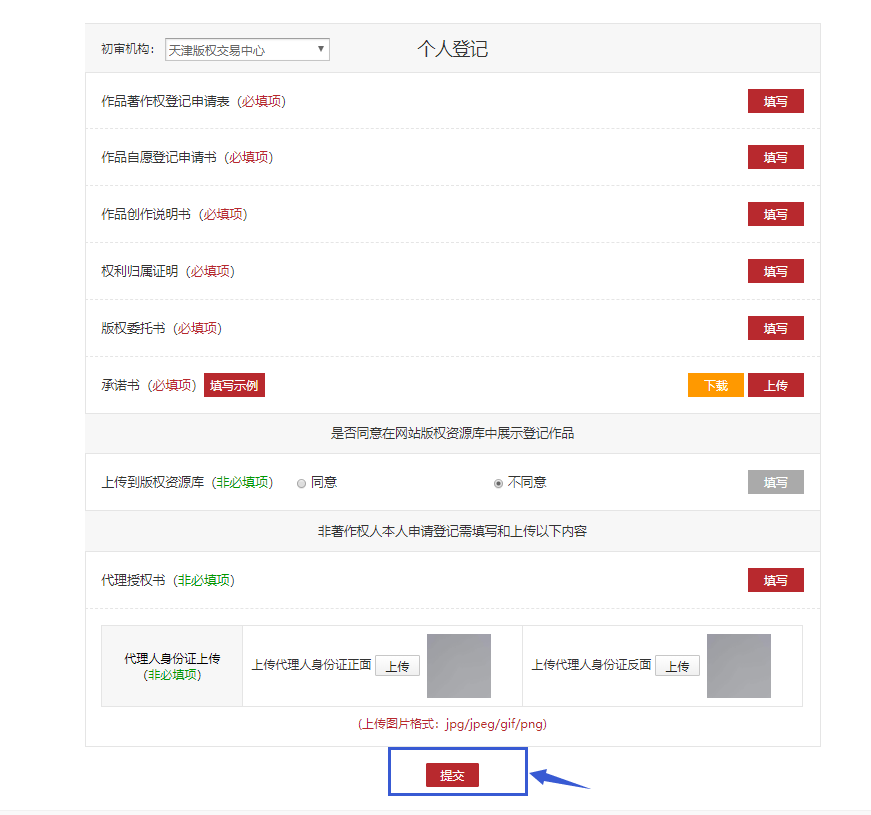 初审机构： 天津版权交易中心 个人登记
作品著作权登记申请表（必填项） 填写
作品自愿登记申请书（必填项） 填写
作品创作说明书（必填项） 填写
权利归属证明（必填项） 填写
版权委托书（必填项） 填写
承诺书（必填项） 填写示例 下载 上传
是否同意在网站版权资源库中展示登记作品
上传到版权资源库（非必填项） 同意 不同意 填写
非著作权人本人申请登记需填写和上传以下内容
代理授权书（非必填项） 填写
代理人身份证上传
（非必填项）
上传代理人身份证正面 上传 上传代理人身份证反面 上传
(上传图片格式：jpg/jpeg/gif/png)
提交